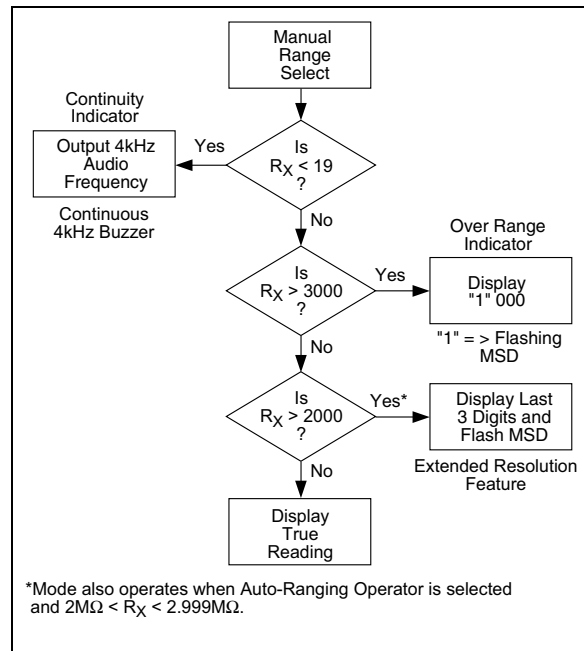 Manual
Range
Select
Continuity
Indicator
Output 4kHz
Audio
Frequency
Continuous
4kHz Buzzer
Yes
Is
RX < 19
?
No
Is
RX > 3000
?
Yes
Over Range
Indicator
Display
"1" 000
"1" = > Flashing
MSD
No
Is
RX > 2000
?
Yes*
Display Last
3 Digits and
Flash MSD
Extended Resolution
Feature
No
Display
True
Reading
*Mode also operates when Auto-Ranging Operator is selected
and 2MΩ < RX < 2.999MΩ.